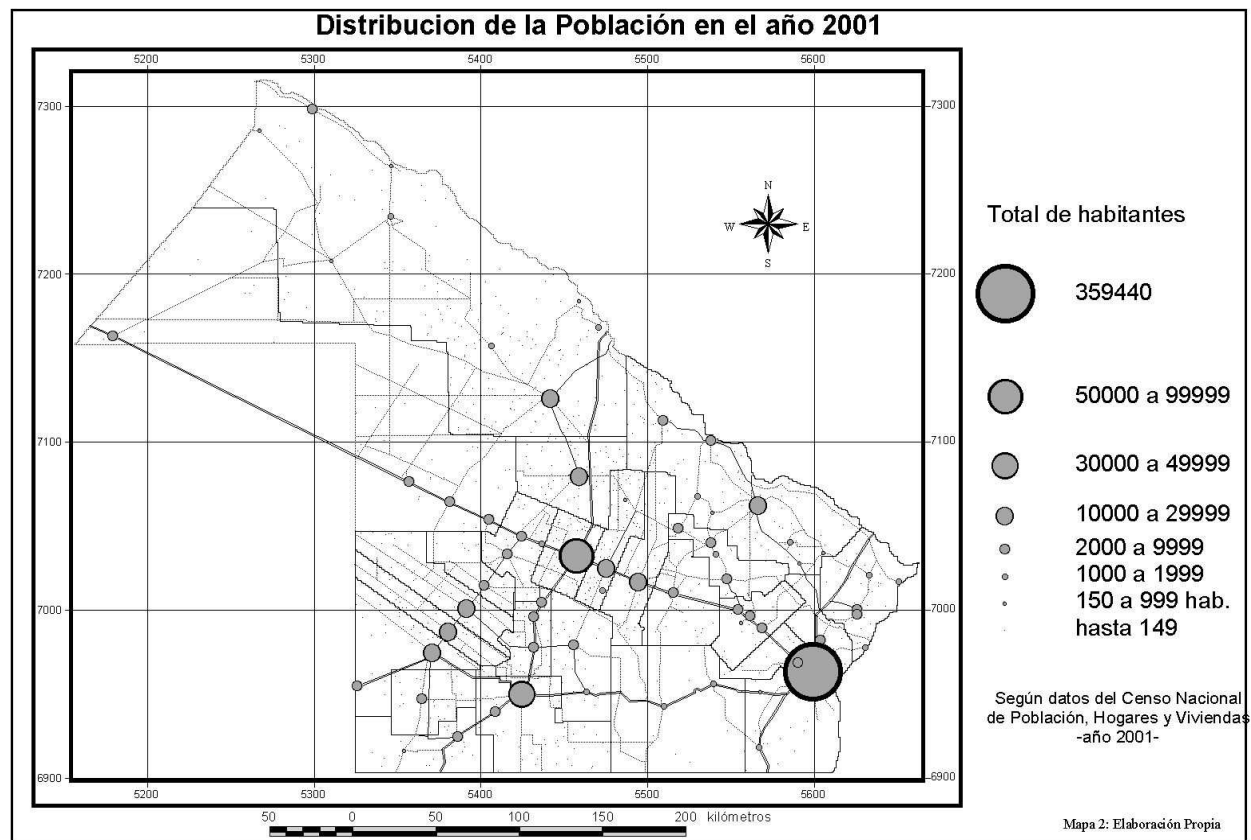 Distribucion de la Población en el año 2001
5200 5300 5400 5500 5600
7300 7300
N
W E
S
7200 7200
7100 7100
7000 7000
6900 6900
5200 5300 5400 5500 5600
50 0 50 100 150 200 kilómetros
Total de habitantes
359440
50000 a 99999
30000 a 49999
10000 a 29999
2000 a 9999
1000 a 1999
150 a 999 hab.
hasta 149
Según datos del Censo Nacional
de Población, Hogares y Viviendas
-año 2001-
Mapa 2: Elaboración Propia